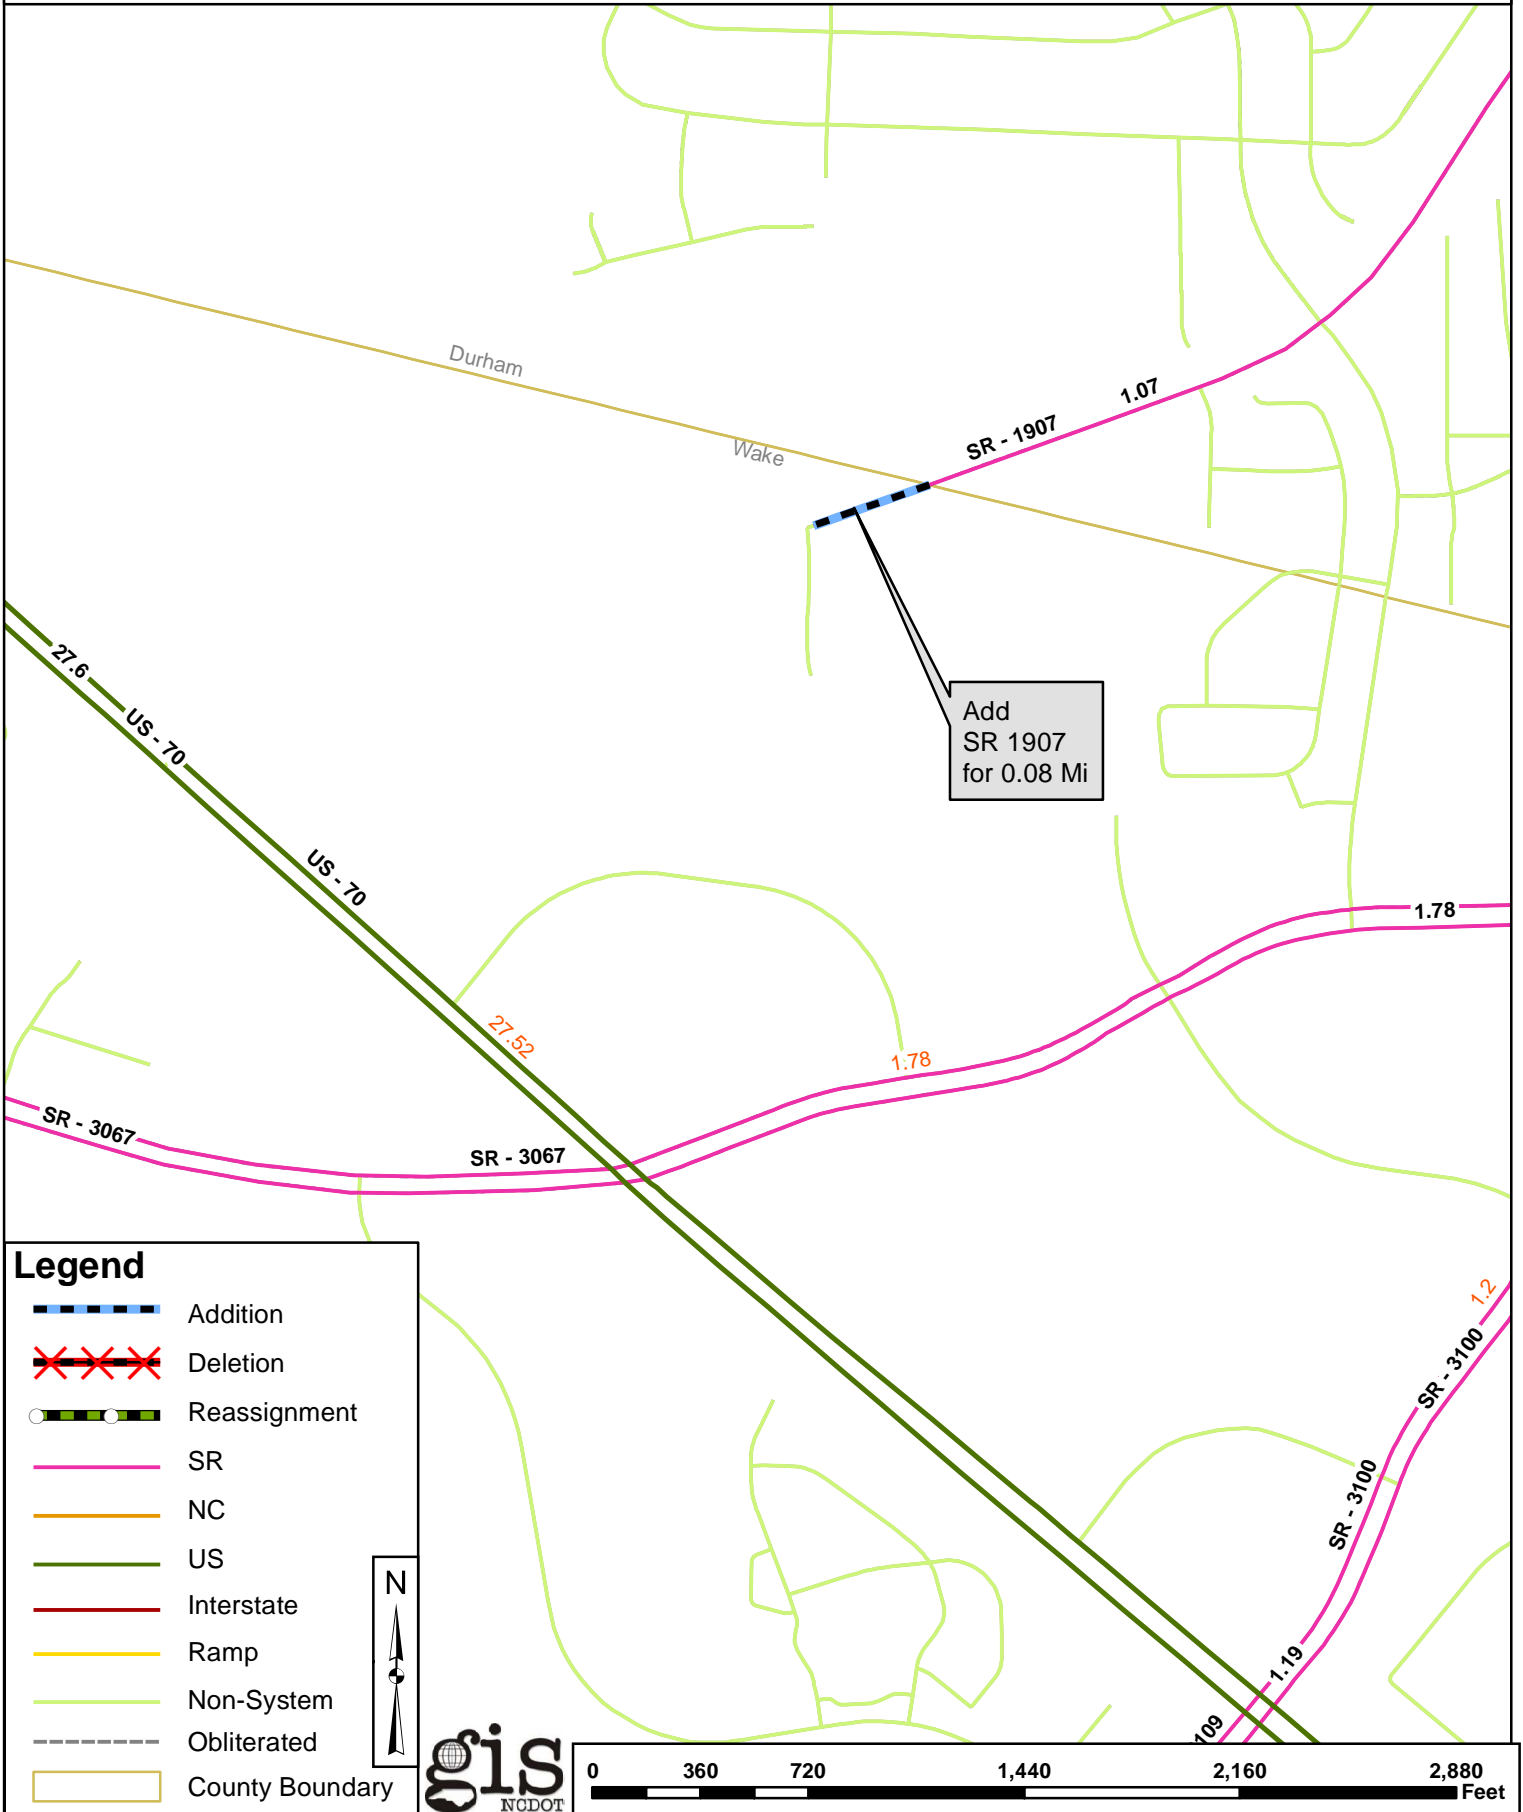 Durham
Wake
SR - 1907
1.07
Add
SR 1907
for 0.08 Mi
27.6
US - 70
US - 70
1.78
27.52
1.78
SR - 3067
SR - 3067
1.2
SR - 3100
SR - 3100
1.19
109
Legend
Addition
Deletion
Reassignment
SR
NC
US
Interstate
Ramp
Non-System
Obliterated
County Boundary
N
gis
NCDOT
0 360 720 1,440 2,160 2,880
Feet